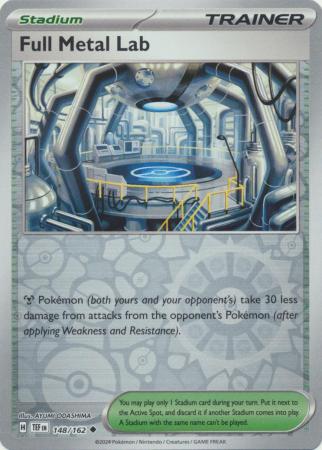 Stadium TRAINER
Full Metal Lab
Pokémon (both yours and your opponent's) take 30 less
damage from attacks from the opponent's Pokémon (after
applying Weakness and Resistance).
Illus. AYUMI ODASHIMA
H TEF EN 148/162
You may play only 1 Stadium card during your turn. Put it next to
the Active Spot, and discard it if another Stadium comes into play.
A Stadium with the same name can't be played.
©2024 Pokémon / Nintendo / Creatures / GAME FREAK